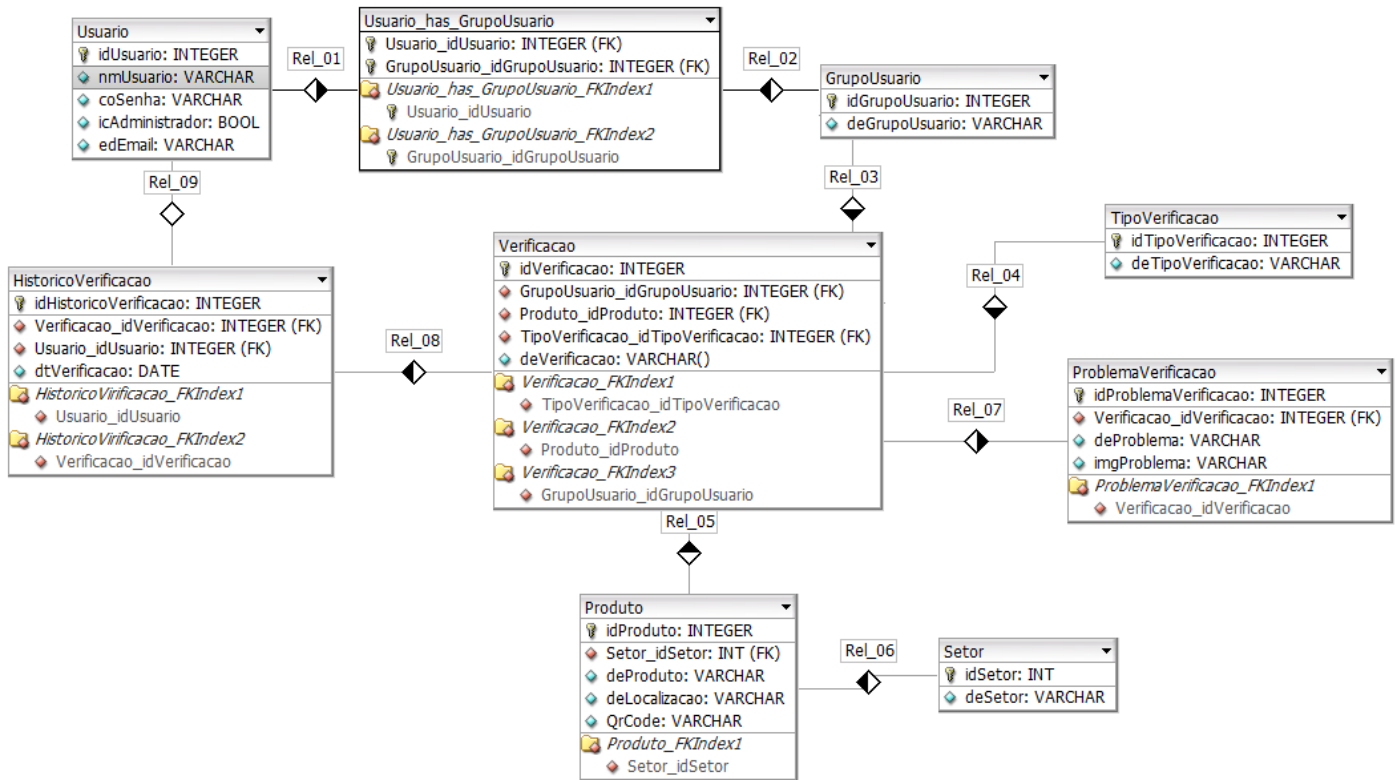 Usuario
idUsuario: INTEGER
nmUsuario: VARCHAR
coSenha: VARCHAR
icAdministrador: BOOL
edEmail: VARCHAR
Rel_01
Usuario_has_GrupoUsuario
Usuario_idUsuario: INTEGER (FK)
GrupoUsuario_idGrupoUsuario: INTEGER (FK)
Usuario_has_GrupoUsuario_FKIndex1
Usuario_idUsuario
Usuario_has_GrupoUsuario_FKIndex2
GrupoUsuario_idGrupoUsuario
Rel_02
GrupoUsuario
idGrupoUsuario: INTEGER
deGrupoUsuario: VARCHAR
Rel_09
Rel_03
HistoricoVerificacao
idHistoricoVerificacao: INTEGER
Verificacao_idVerificacao: INTEGER (FK)
Usuario_idUsuario: INTEGER (FK)
dtVerificacao: DATE
HistoricoVirificacao_FKIndex1
Usuario_idUsuario
HistoricoVirificacao_FKIndex2
Verificacao_idVerificacao
Rel_08
Verificacao
idVerificacao: INTEGER
GrupoUsuario_idGrupoUsuario: INTEGER (FK)
Produto_idProduto: INTEGER (FK)
TipoVerificacao_idTipoVerificacao: INTEGER (FK)
deVerificacao: VARCHAR()
Verificacao_FKIndex1
TipoVerificacao_idTipoVerificacao
Verificacao_FKIndex2
Produto_idProduto
Verificacao_FKIndex3
GrupoUsuario_idGrupoUsuario
Rel_04
TipoVerificacao
idTipoVerificacao: INTEGER
deTipoVerificacao: VARCHAR
Rel_07
ProblemaVerificacao
idProblemaVerificacao: INTEGER
Verificacao_idVerificacao: INTEGER (FK)
deProblema: VARCHAR
imgProblema: VARCHAR
ProblemaVerificacao_FKIndex1
Verificacao_idVerificacao
Rel_05
Produto
idProduto: INTEGER
Setor_idSetor: INT (FK)
deProduto: VARCHAR
deLocalizacao: VARCHAR
QrCode: VARCHAR
Produto_FKIndex1
Setor_idSetor
Rel_06
Setor
idSetor: INT
deSetor: VARCHAR